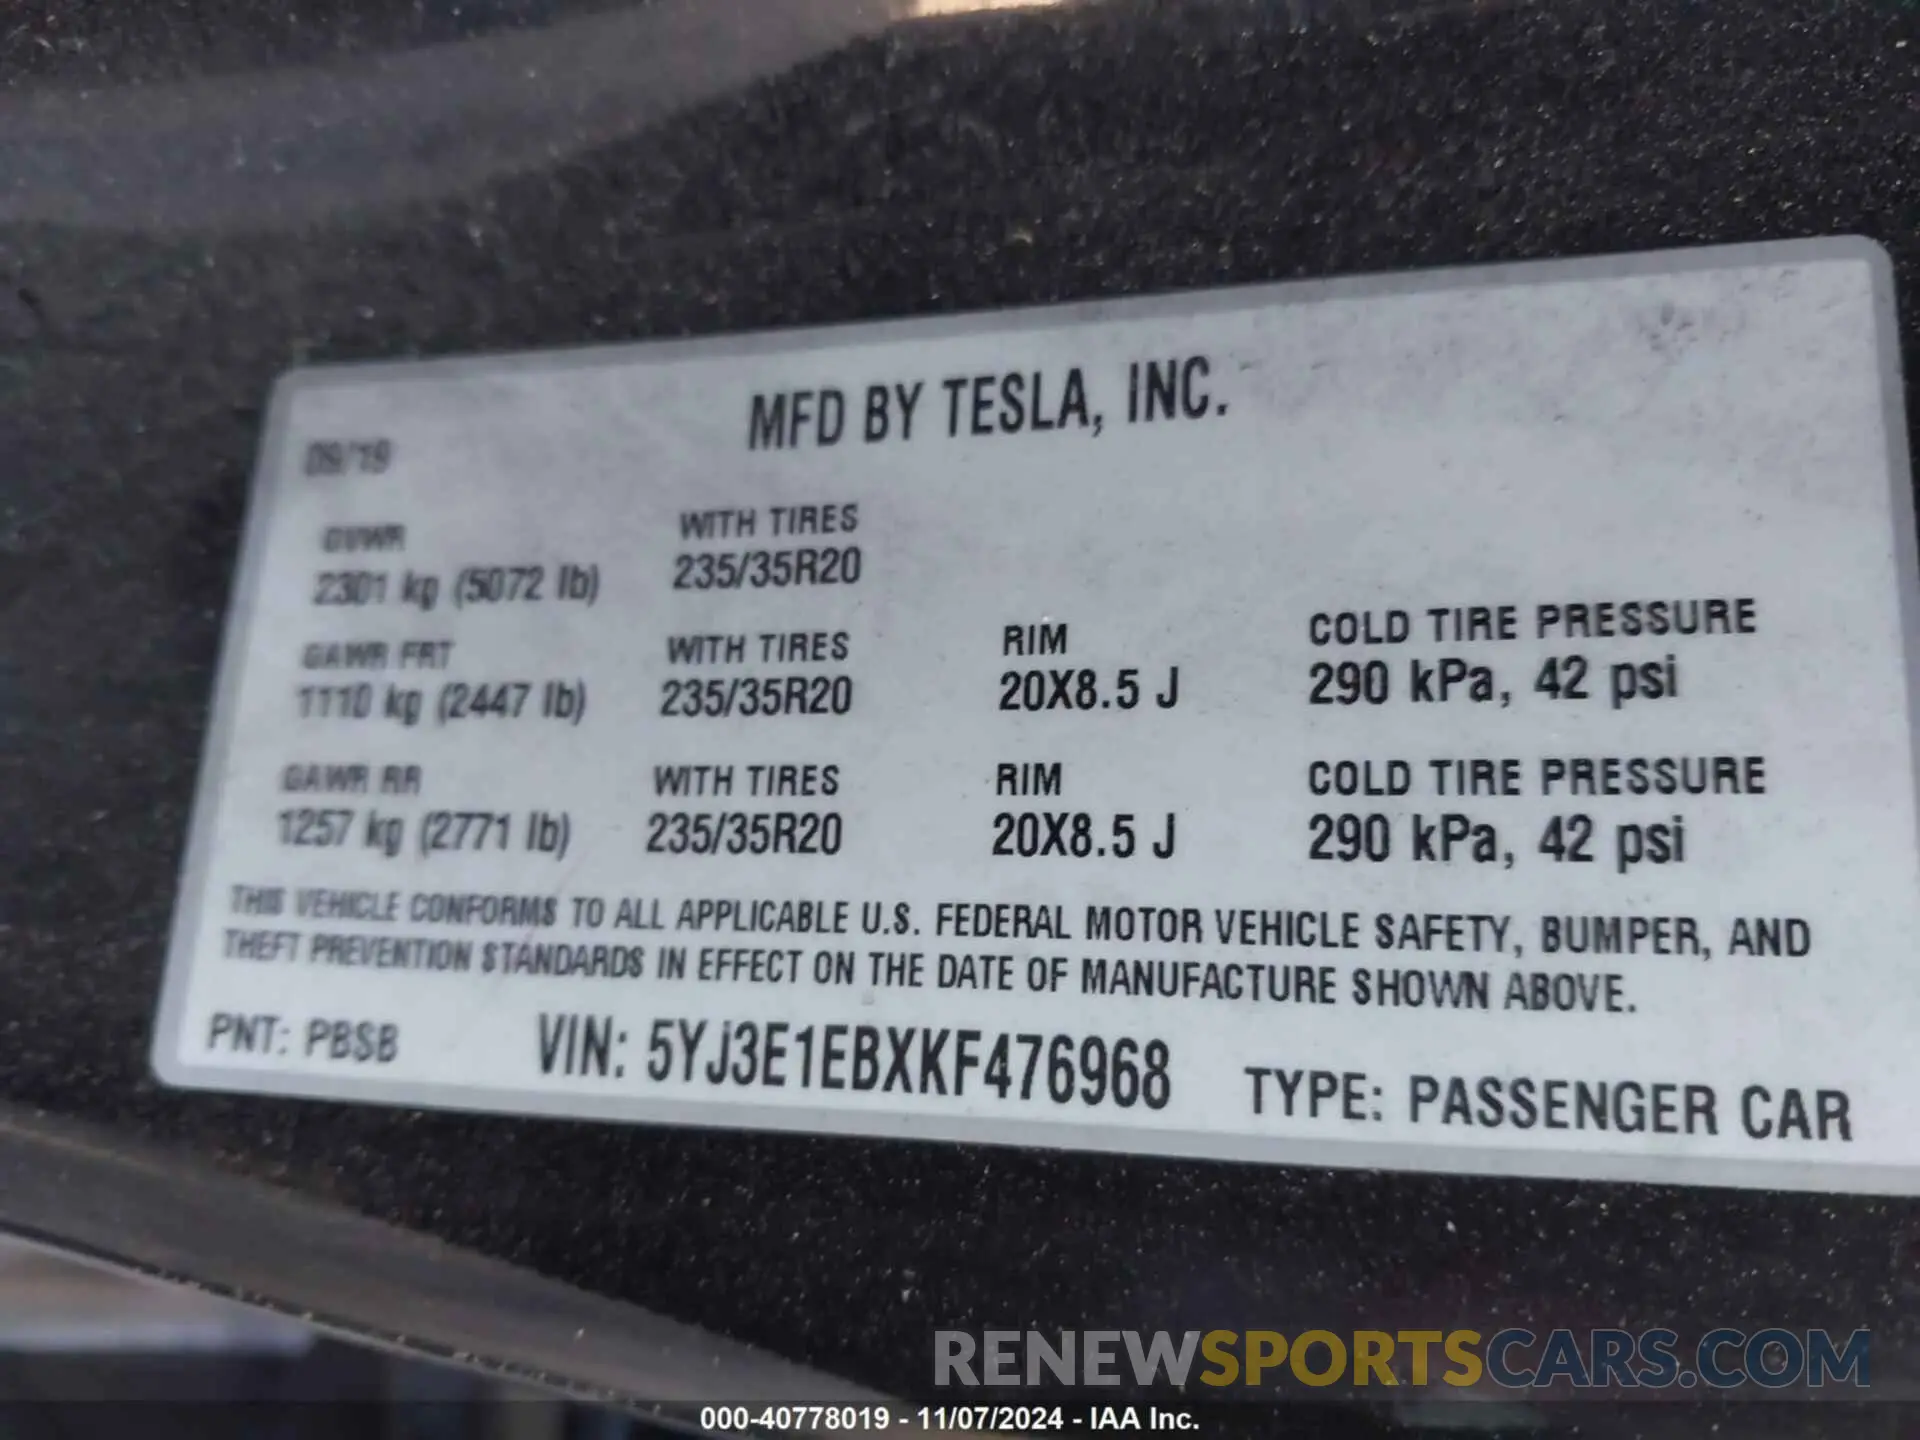 MFD BY TESLA, INC.
09/19
GVWR WITH TIRES
2301 kg (5072 lb) 235/35R20
GAWR FRT WITH TIRES RIM COLD TIRE PRESSURE
1110 kg (2447 lb) 235/35R20 20X8.5 J 290 kPa, 42 psi
GAWR RR WITH TIRES RIM COLD TIRE PRESSURE
1257 kg (2771 lb) 235/35R20 20X8.5 J 290 kPa, 42 psi
THIS VEHICLE CONFORMS TO ALL APPLICABLE U.S. FEDERAL MOTOR VEHICLE SAFETY, BUMPER, AND
THEFT PREVENTION STANDARDS IN EFFECT ON THE DATE OF MANUFACTURE SHOWN ABOVE.
PNT: PBSB VIN: 5YJ3E1EBXKF476968 TYPE: PASSENGER CAR
RENEWSPORTSCARS.COM
000-40778019 - 11/07/2024 - IAA Inc.